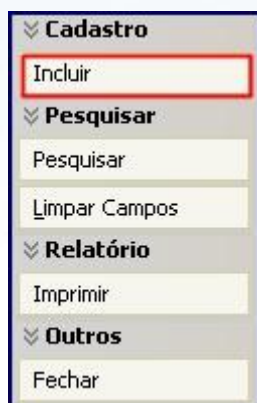 Cadastro
Incluir
Pesquisar
Pesquisar
Limpar Campos
Relatório
Imprimir
Outros
Fechar